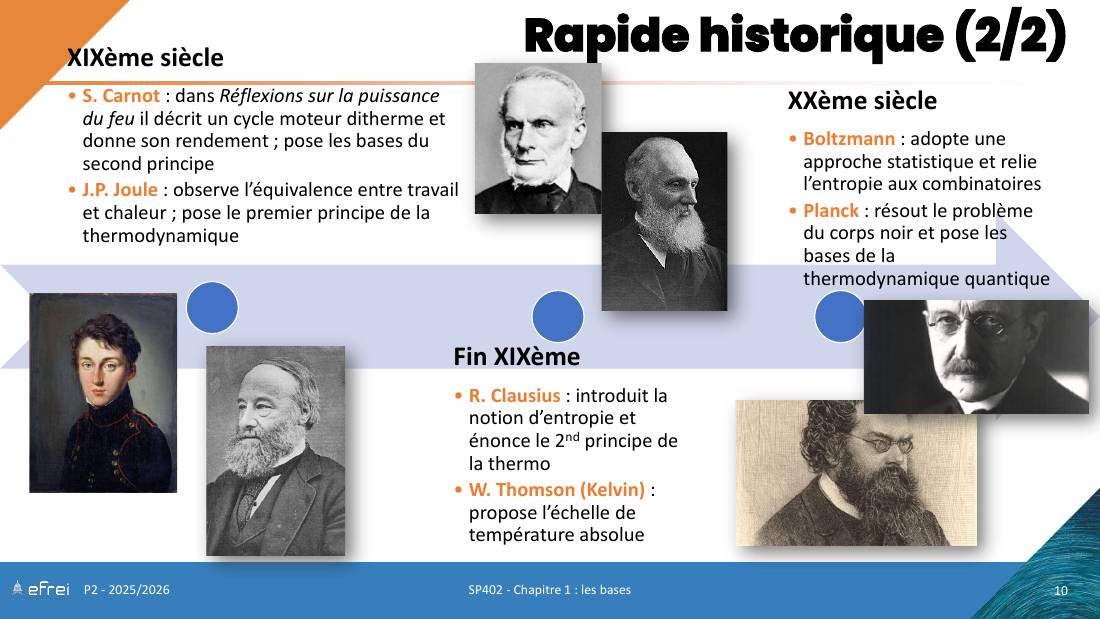 Rapide historique (2/2)
XIXème siècle
• S. Carnot : dans Réflexions sur la puissance
du feu il décrit un cycle moteur ditherme et
donne son rendement ; pose les bases du
second principe
• J.P. Joule : observe l’équivalence entre travail
et chaleur ; pose le premier principe de la
thermodynamique
Fin XIXème
• R. Clausius : introduit la
notion d’entropie et
énonce le 2nd principe de
la thermo
• W. Thomson (Kelvin) :
propose l’échelle de
température absolue
XXème siècle
• Boltzmann : adopte une
approche statistique et relie
l’entropie aux combinatoires
• Planck : résout le problème
du corps noir et pose les
bases de la
thermodynamique quantique
efrei P2 - 2025/2026
SP402 - Chapitre 1 : les bases
10